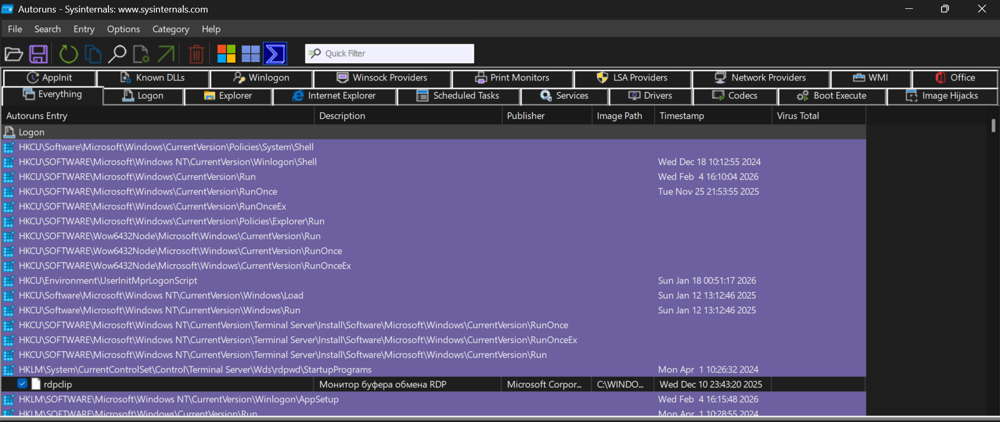 Autoruns - Sysinternals: www.sysinternals.com
File Search Entry Options Category Help
Quick Filter
AppInit Known DLLs Winlogon Winsock Providers Print Monitors LSA Providers Network Providers WMI Office
Everything Logon Explorer Internet Explorer Scheduled Tasks Services Drivers Codecs Boot Execute Image Hijacks
Autoruns Entry Description Publisher Image Path Timestamp Virus Total
Logon
HKCU\Software\Microsoft\Windows\CurrentVersion\Policies\System\Shell
HKCU\SOFTWARE\Microsoft\Windows NT\CurrentVersion\Winlogon\Shell Wed Dec 18 10:12:55 2024
HKCU\SOFTWARE\Microsoft\Windows\CurrentVersion\Run Wed Feb 4 16:10:04 2026
HKCU\SOFTWARE\Microsoft\Windows\CurrentVersion\RunOnce Tue Nov 25 21:53:55 2025
HKCU\SOFTWARE\Microsoft\Windows\CurrentVersion\RunOnceEx
HKCU\SOFTWARE\Microsoft\Windows\CurrentVersion\Policies\Explorer\Run
HKCU\SOFTWARE\Wow6432Node\Microsoft\Windows\CurrentVersion\Run
HKCU\SOFTWARE\Wow6432Node\Microsoft\Windows\CurrentVersion\RunOnce
HKCU\SOFTWARE\Wow6432Node\Microsoft\Windows\CurrentVersion\RunOnceEx
HKCU\Environment\UserInitMprLogonScript Sun Jan 18 00:51:17 2026
HKCU\Software\Microsoft\Windows NT\CurrentVersion\Windows\Load Sun Jan 12 13:12:46 2025
HKCU\Software\Microsoft\Windows NT\CurrentVersion\Windows\Run Sun Jan 12 13:12:46 2025
HKCU\SOFTWARE\Microsoft\Windows NT\CurrentVersion\Terminal Server\Install\Software\Microsoft\Windows\CurrentVersion\RunOnce
HKCU\SOFTWARE\Microsoft\Windows NT\CurrentVersion\Terminal Server\Install\Software\Microsoft\Windows\CurrentVersion\RunOnceEx
HKCU\SOFTWARE\Microsoft\Windows NT\CurrentVersion\Terminal Server\Install\Software\Microsoft\Windows\CurrentVersion\Run
HKLM\System\CurrentControlSet\Control\Terminal Server\Wds\rdpwd\StartupPrograms Mon Apr 1 10:26:32 2024
rdpclip Монитор буфера обмена RDP Microsoft Corpor... C:\WINDO... Wed Dec 10 23:43:20 2025
HKLM\SOFTWARE\Microsoft\Windows NT\CurrentVersion\Winlogon\AppSetup Wed Feb 4 16:15:48 2026
HKLM\SOFTWARE\Microsoft\Windows\CurrentVersion\Run Mon Apr 1 10:28:55 2024